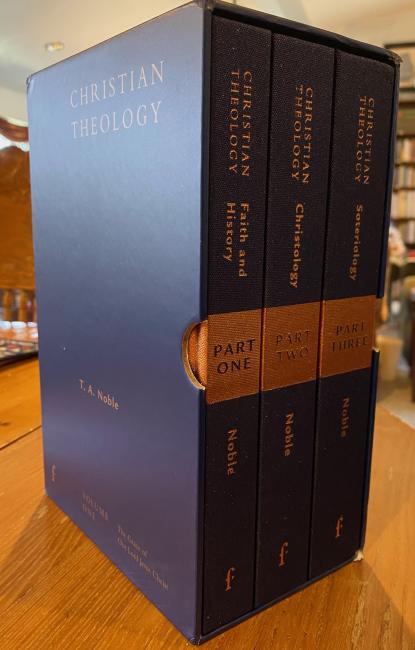 CHRISTIAN
THEOLOGY
T. A. Noble
f
VOLUME
ONE
The Grace of
Our Lord Jesus Christ
CHRISTIAN
THEOLOGY
Faith and
History
PART
ONE
Noble
f
CHRISTIAN
THEOLOGY
Christology
PART
TWO
Noble
f
CHRISTIAN
THEOLOGY
Soteriology
PART
THREE
Noble
f